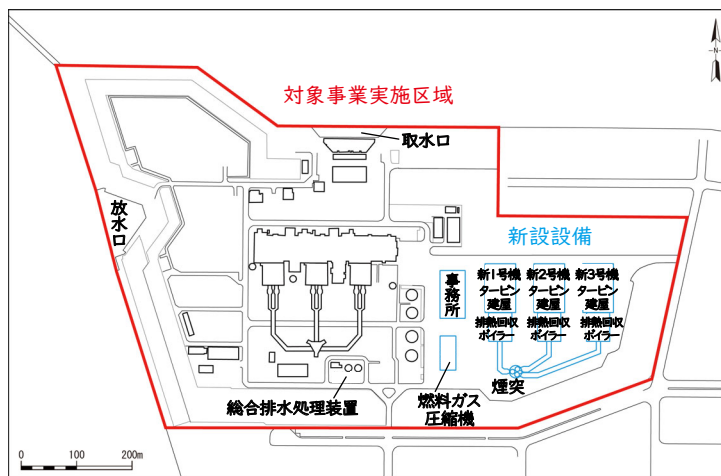 N
対象事業実施区域
取水口
放水口
新設設備
事務所
新1号機
タービン
建屋
排熱回収
ボイラー
新2号機
タービン
建屋
排熱回収
ボイラー
新3号機
タービン
建屋
排熱回収
ボイラー
煙突
燃料ガス
圧縮機
総合排水処理装置
0 100 200m